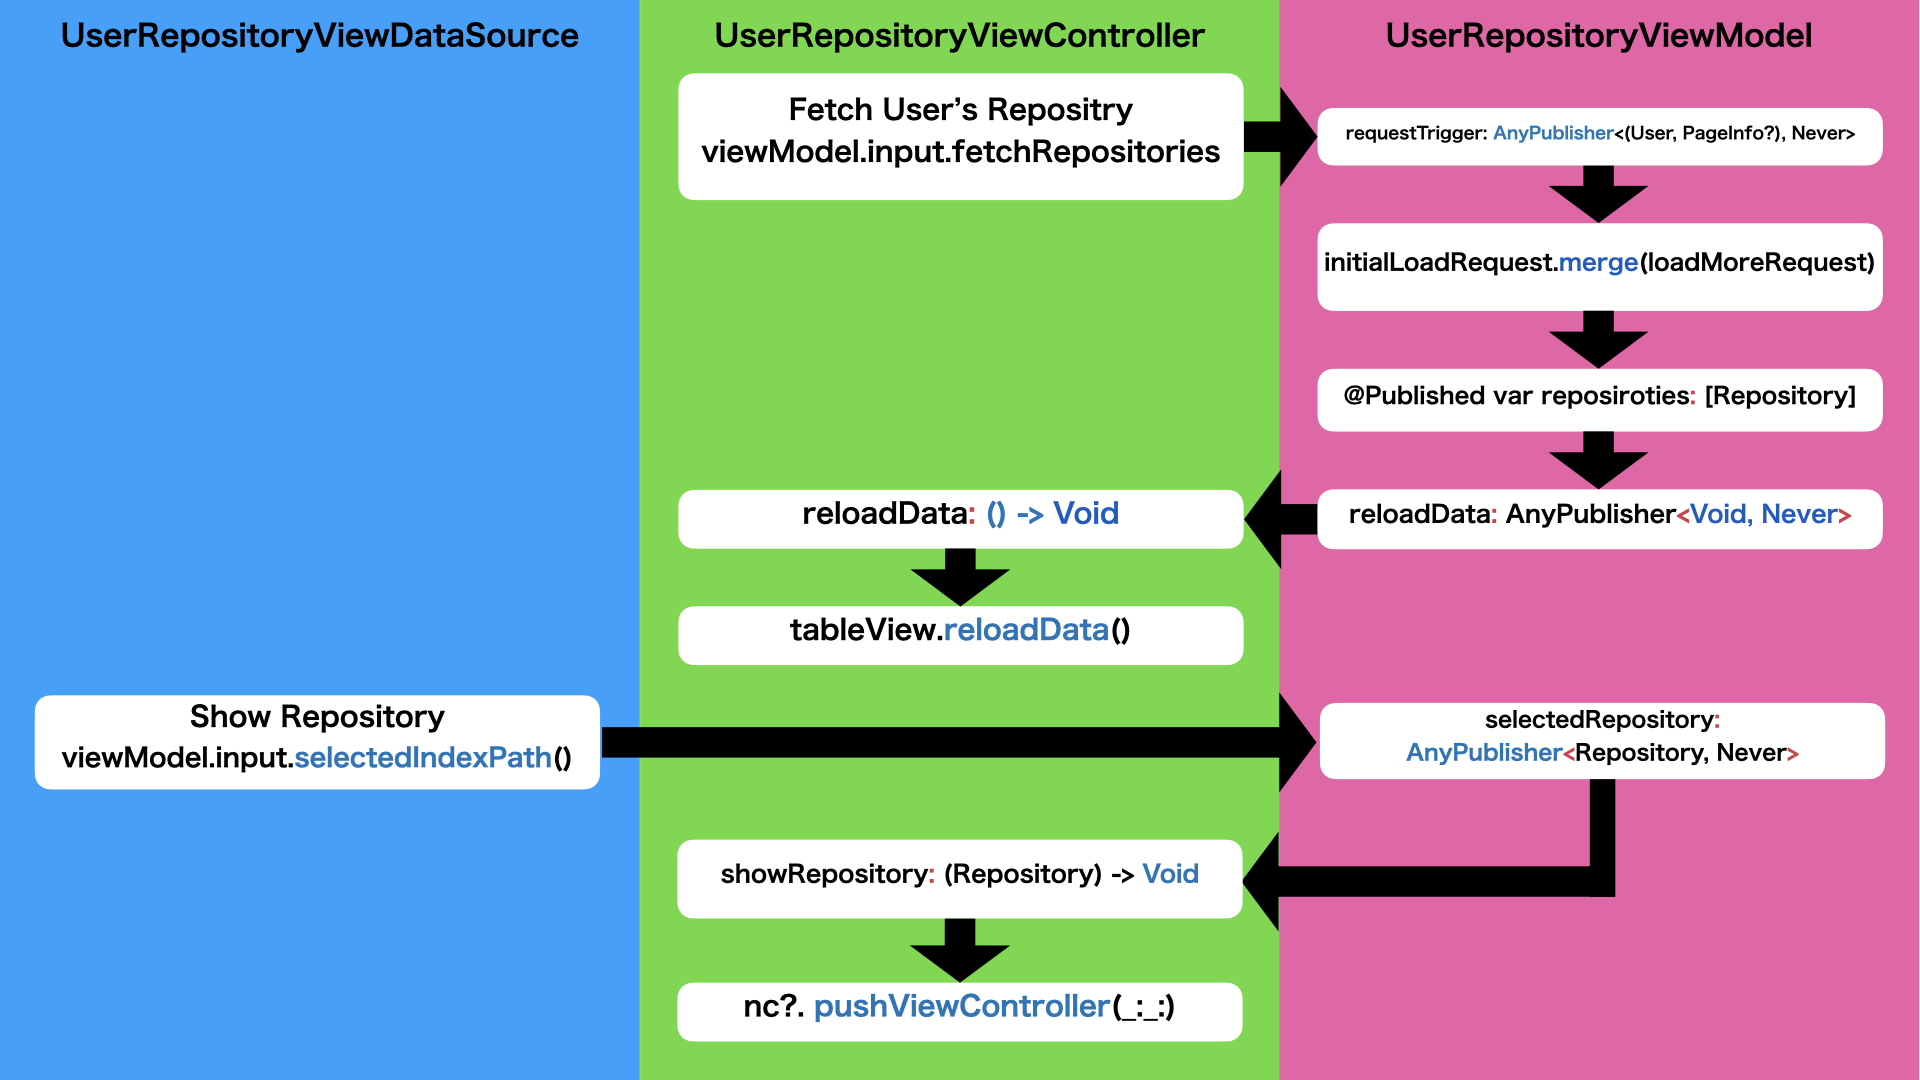 UserRepositoryViewDataSource
UserRepositoryViewController
UserRepositoryViewModel
Fetch User’s Repositry
viewModel.input.fetchRepositories
requestTrigger: AnyPublisher<(User, PageInfo?), Never>
initialLoadRequest.merge(loadMoreRequest)
@Published var reposiroties: [Repository]
reloadData: () -> Void
reloadData: AnyPublisher<Void, Never>
tableView.reloadData()
Show Repository
viewModel.input.selectedIndexPath()
selectedRepository:
AnyPublisher<Repository, Never>
showRepository: (Repository) -> Void
nc?. pushViewController(_:_:)